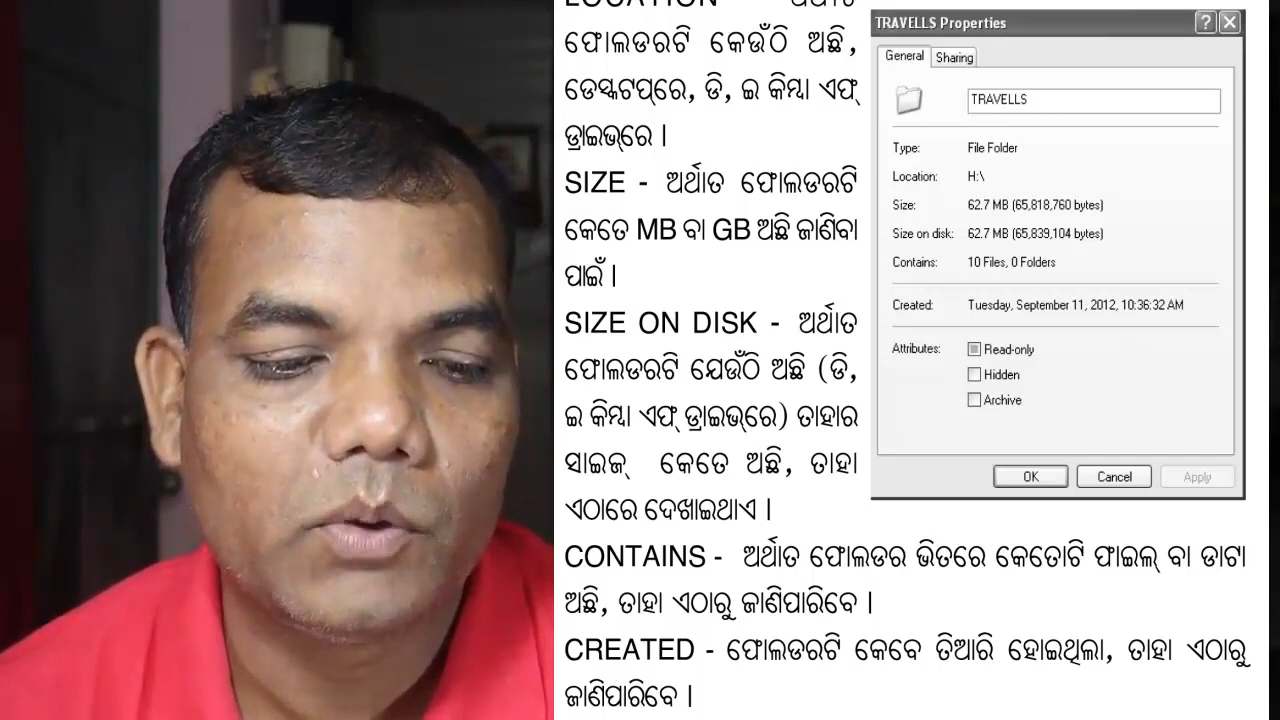 LOCATION - ଅର୍ଥାତ
ଫୋଲଡରଟି କେଉଁଠି ଅଛି,
ଡେସ୍କଟପ୍‌ରେ, ଡି, ଇ କିମ୍ବା ଏଫ୍
ଡ୍ରାଇଭ୍‌ରେ |
SIZE - ଅର୍ଥାତ ଫୋଲଡରଟି
କେତେ MB ବା GB ଅଛି ଜାଣିବା
ପାଇଁ |
SIZE ON DISK - ଅର୍ଥାତ
ଫୋଲଡରଟି ଯେଉଁଠି ଅଛି (ଡି,
ଇ କିମ୍ବା ଏଫ୍ ଡ୍ରାଇଭ୍‌ରେ) ତାହାର
ସାଇଜ୍ କେତେ ଅଛି, ତାହା
ଏଠାରେ ଦେଖାଇଥାଏ |
CONTAINS - ଅର୍ଥାତ ଫୋଲଡର ଭିତରେ କେତୋଟି ଫାଇଲ୍ ବା ଡାଟା
ଅଛି, ତାହା ଏଠାରୁ ଜାଣିପାରିବେ |
CREATED - ଫୋଲଡରଟି କେବେ ତିଆରି ହୋଇଥିଲା, ତାହା ଏଠାରୁ
ଜାଣିପାରିବେ |
TRAVELLS Properties
General Sharing
TRAVELLS
Type: File Folder
Location: H:\
Size: 62.7 MB (65,818,760 bytes)
Size on disk: 62.7 MB (65,839,104 bytes)
Contains: 10 Files, 0 Folders
Created: Tuesday, September 11, 2012, 10:36:32 AM
Attributes: Read-only
Hidden
Archive
OK Cancel Apply